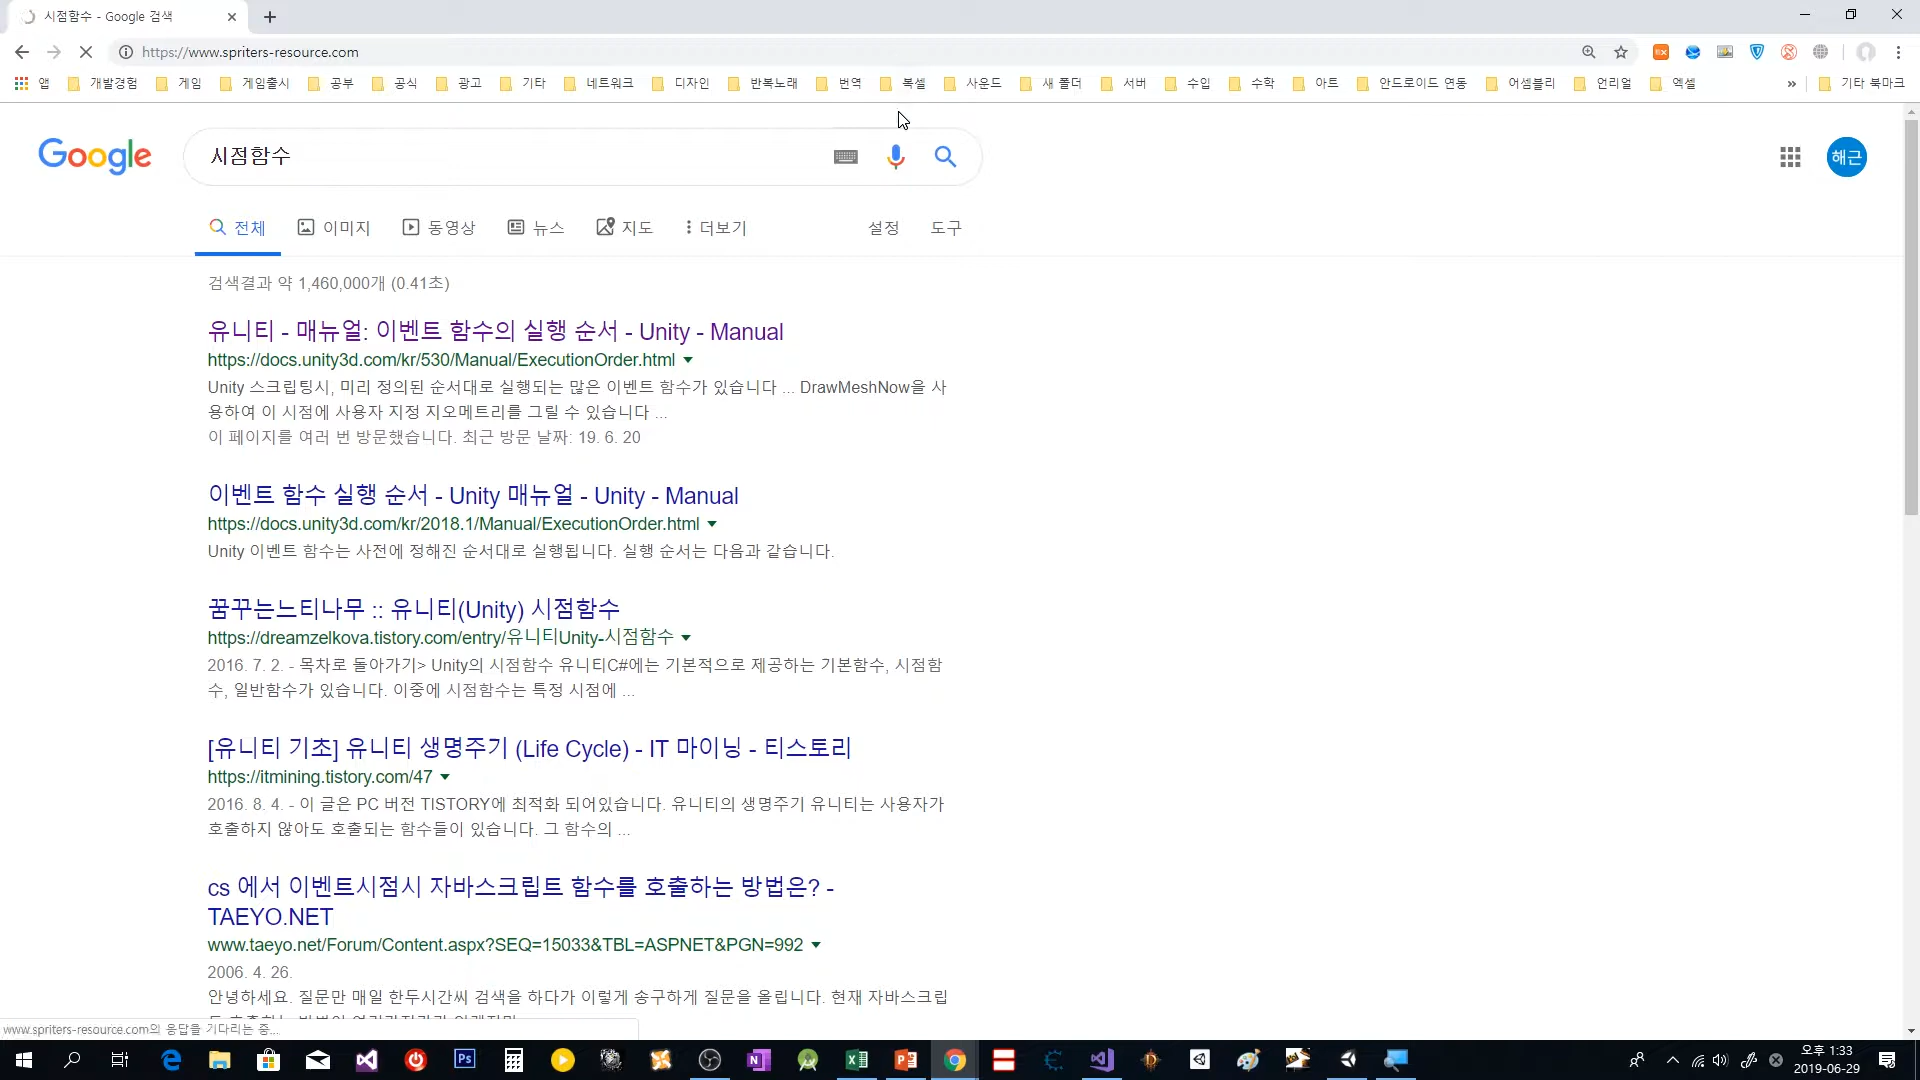 시점함수 - Google 검색
https://www.spriters-resource.com
앱 개발경험 게임 게임출시 공부 공식 광고 기타 네트워크 디자인 반복노래 번역 복셀 사운드 새 폴더 서버 수입 수학 아트 안드로이드 연동 어셈블리 언리얼 엑셀 » 기타 북마크
Google
시점함수
해근
전체 이미지 동영상 뉴스 지도 더보기 설정 도구
검색결과 약 1,460,000개 (0.41초)
유니티 - 매뉴얼: 이벤트 함수의 실행 순서 - Unity - Manual
https://docs.unity3d.com/kr/530/Manual/ExecutionOrder.html
Unity 스크립팅시, 미리 정의된 순서대로 실행되는 많은 이벤트 함수가 있습니다 ... DrawMeshNow을 사
용하여 이 시점에 사용자 지정 지오메트리를 그릴 수 있습니다 ...
이 페이지를 여러 번 방문했습니다. 최근 방문 날짜: 19. 6. 20
이벤트 함수 실행 순서 - Unity 매뉴얼 - Unity - Manual
https://docs.unity3d.com/kr/2018.1/Manual/ExecutionOrder.html
Unity 이벤트 함수는 사전에 정해진 순서대로 실행됩니다. 실행 순서는 다음과 같습니다.
꿈꾸는느티나무 :: 유니티(Unity) 시점함수
https://dreamzelkova.tistory.com/entry/유니티Unity-시점함수
2016. 7. 2. - 목차로 돌아가기> Unity의 시점함수 유니티C#에는 기본적으로 제공하는 기본함수, 시점함
수, 일반함수가 있습니다. 이중에 시점함수는 특정 시점에 ...
[유니티 기초] 유니티 생명주기 (Life Cycle) - IT 마이닝 - 티스토리
https://itmining.tistory.com/47
2016. 8. 4. - 이 글은 PC 버전 TISTORY에 최적화 되어있습니다. 유니티의 생명주기 유니티는 사용자가
호출하지 않아도 호출되는 함수들이 있습니다. 그 함수의 ...
cs 에서 이벤트시점시 자바스크립트 함수를 호출하는 방법은? -
TAEYO.NET
www.taeyo.net/Forum/Content.aspx?SEQ=15033&TBL=ASPNET&PGN=992
2006. 4. 26.
안녕하세요. 질문만 매일 한두시간씨 검색을 하다가 이렇게 송구하게 질문을 올립니다. 현재 자바스크립
www.spriters-resource.com의 응답을 기다리는 중...
오후 1:33
2019-06-29